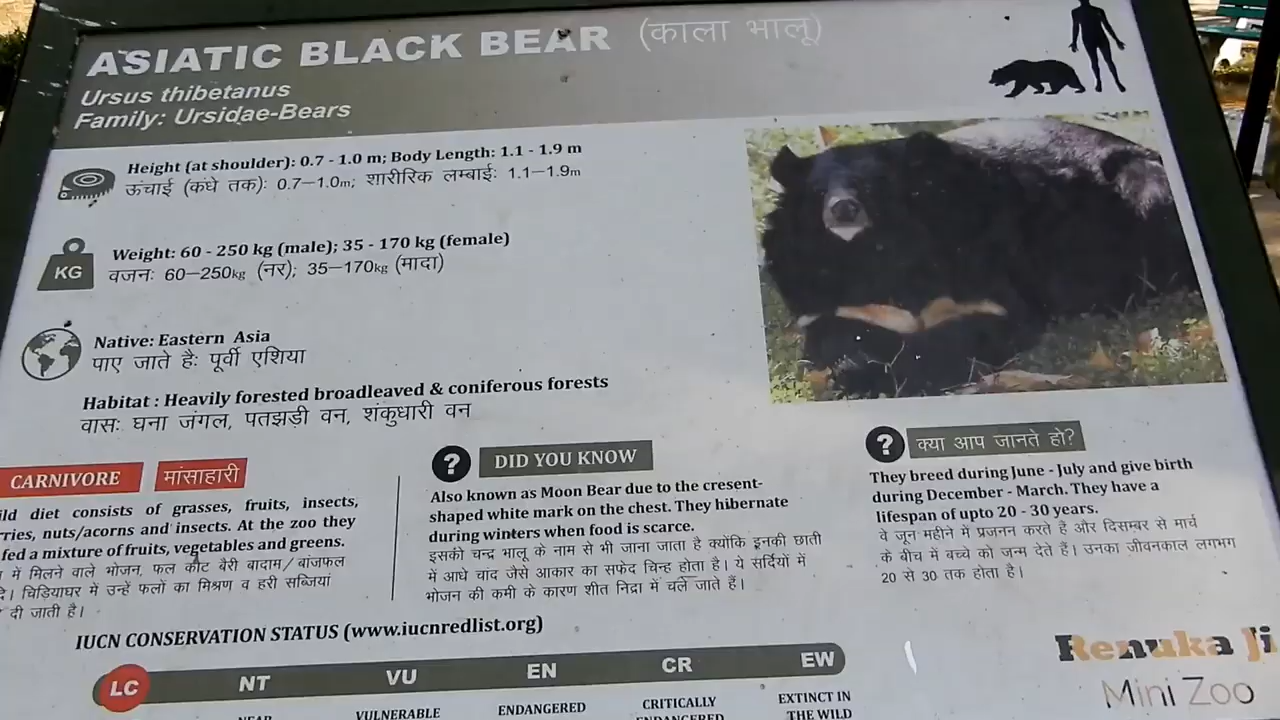 ASIATIC BLACK BEAR (काला भालू)
Ursus thibetanus
Family: Ursidae-Bears
Height (at shoulder): 0.7 - 1.0 m; Body Length: 1.1 - 1.9 m
ऊंचाई (कंधे तक): 0.7–1.0m; शारीरिक लम्बाई: 1.1–1.9m
KG
Weight: 60 - 250 kg (male); 35 - 170 kg (female)
वजन: 60–250kg (नर); 35–170kg (मादा)
Native: Eastern Asia
पाए जाते है: पूर्वी एशिया
Habitat : Heavily forested broadleaved & coniferous forests
वास: घना जंगल, पतझड़ी वन, शंकुधारी वन
CARNIVORE मांसाहारी
diet consists of grasses, fruits, insects,
nuts/acorns and insects. At the zoo they
fed a mixture of fruits, vegetables and greens.
में मिलने वाले भोजन, फल कीट बैरी बादाम/बांजफल
चिडियाघर में उन्हें फलों का मिश्रण व हरी सब्जियां
दी जाती है।
? DID YOU KNOW
Also known as Moon Bear due to the cresent-
shaped white mark on the chest. They hibernate
during winters when food is scarce.
इसको चन्द्र भालू के नाम से भी जाना जाता है क्योंकि इनकी छाती
में आधे चांद जैसे आकार का सफेद चिन्ह होता है। ये सर्दियों में
भोजन की कमी के कारण शीत निद्रा में चले जाते हैं।
? क्या आप जानते हो?
They breed during June - July and give birth
during December - March. They have a
lifespan of upto 20 - 30 years.
वे जून महीने में प्रजनन करते हैं और दिसम्बर से मार्च
के बीच में बच्चे को जन्म देते हैं। उनका जीवनकाल लगभग
20 से 30 तक होता है।
IUCN CONSERVATION STATUS (www.iucnredlist.org)
LC NT VU EN CR EW
NEAR VULNERABLE ENDANGERED CRITICALLY EXTINCT IN
ENDANGERED THE WILD
Renuka Ji
Mini Zoo